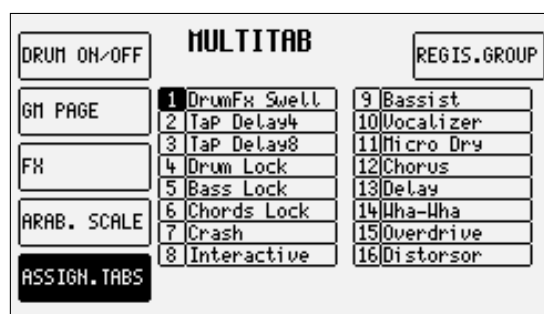 MULTITAB
DRUM ON/OFF
REGIS.GROUP
GM PAGE
FX
ARAB. SCALE
ASSIGN.TABS
1 DrumFx Swell
2 TaP Delay4
3 TaP Delay8
4 Drum Lock
5 Bass Lock
6 Chords Lock
7 Crash
8 Interactive
9 Bassist
10 Vocalizer
11 Micro Dry
12 Chorus
13 Delay
14 Wha-Wha
15 Overdrive
16 Distorsor